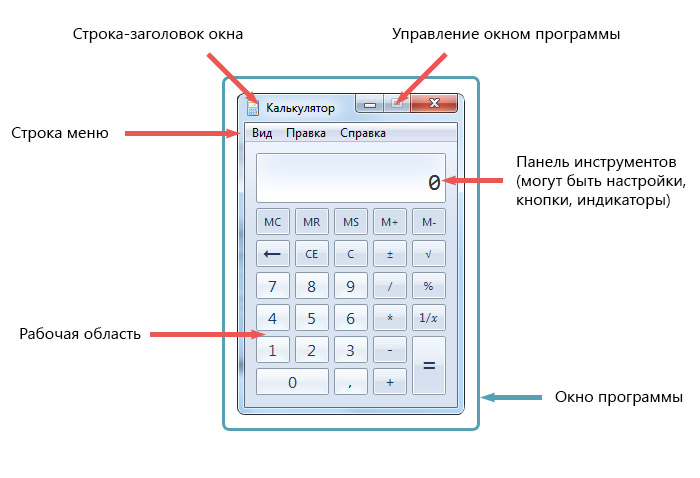 Строка-заголовок окна
Управление окном программы
Калькулятор
Строка меню
Вид Правка Справка
Панель инструментов
(могут быть настройки,
кнопки, индикаторы)
0
MC MR MS M+ M-
← CE C ± √
7 8 9 / %
4 5 6 * 1/x
Рабочая область
1 2 3 - =
0 , +
Окно программы